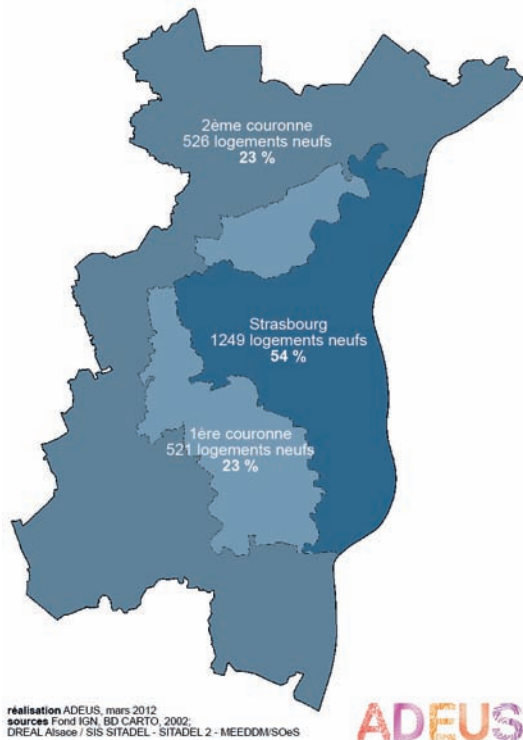 2ème couronne
526 logements neufs
23 %
Strasbourg
1249 logements neufs
54 %
1ère couronne
521 logements neufs
23 %
réalisation ADEUS, mars 2012
sources Fond IGN, BD CARTO, 2002;
DREAL Alsace / SIS SITADEL - SITADEL 2 - MEEDDM/SOeS
ADEUS